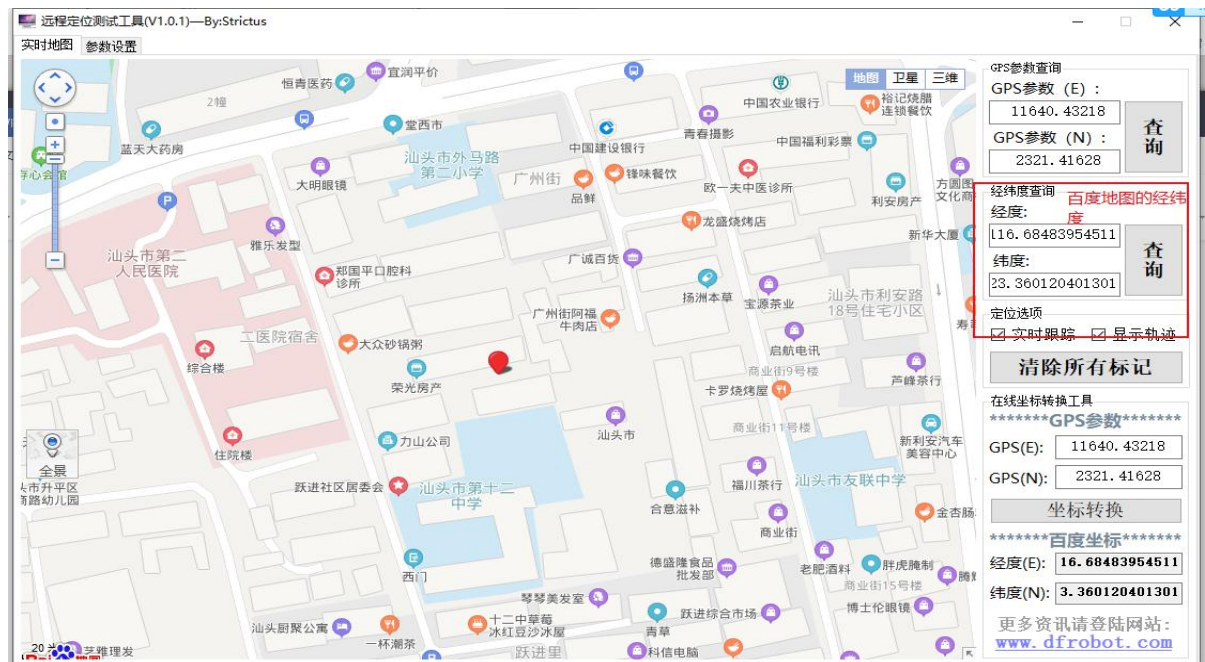 远程定位测试工具(V1.0.1)—By:Strictus
实时地图 参数设置
恒青医药
宜润平价
地图 卫星 三维
2幢
中国农业银行
裕记烧腊
连锁餐饮
堂西市
青春摄影
蓝天大药房
中国建设银行
中国福利彩票
汕头市外马路
第二小学
存心会馆
大明眼镜
广州街
锋味餐饮
品鲜
欧一夫中医诊所
利安房产
方圆图
文化商
P
龙盛烧烤店
雅乐发型
新华大厦
汕头市第二
人民医院
郑国平口腔科
诊所
广诚百货
扬洲本草
宝源茶业
汕头市利安路
18号住宅小区
广州街阿福
牛肉店
二医院宿舍
大众砂锅粥
启航电讯
寿
综合楼
荣光房产
商业街9号楼
卡罗烧烤屋
芦峰茶行
全景
力山公司
汕头市
商业街11号楼
新利安汽车
美容中心
住院楼
头市升平区
商路幼儿园
跃进社区居委会
汕头市第十二
中学
福川茶行
汕头市友联中学
合意滋补
金杏肠
商业街
西门
德盛隆食品
批发部
老肥酒料
胖虎腌制
商业街15号楼
琴琴美发室
博士伦眼镜
汕头厨聚公寓
十二中草莓
冰红豆沙冰屋
青草
跃进综合市场
一杯潮茶
跃进里
科信电脑
20
芝雅理发
GPS参数查询
GPS参数 (E) :
11640.43218
查询
GPS参数 (N) :
2321.41628
经纬度查询
百度地图的经纬
度
经度:
116.68483954511
查询
纬度:
23.360120401301
定位选项
实时跟踪 显示轨迹
清除所有标记
在线坐标转换工具
*******GPS参数*******
GPS(E): 11640.43218
GPS(N): 2321.41628
坐标转换
*******百度坐标*******
经度(E): 16.68483954511
纬度(N): 3.360120401301
更多资讯请登陆网站:
www.dfrobot.com